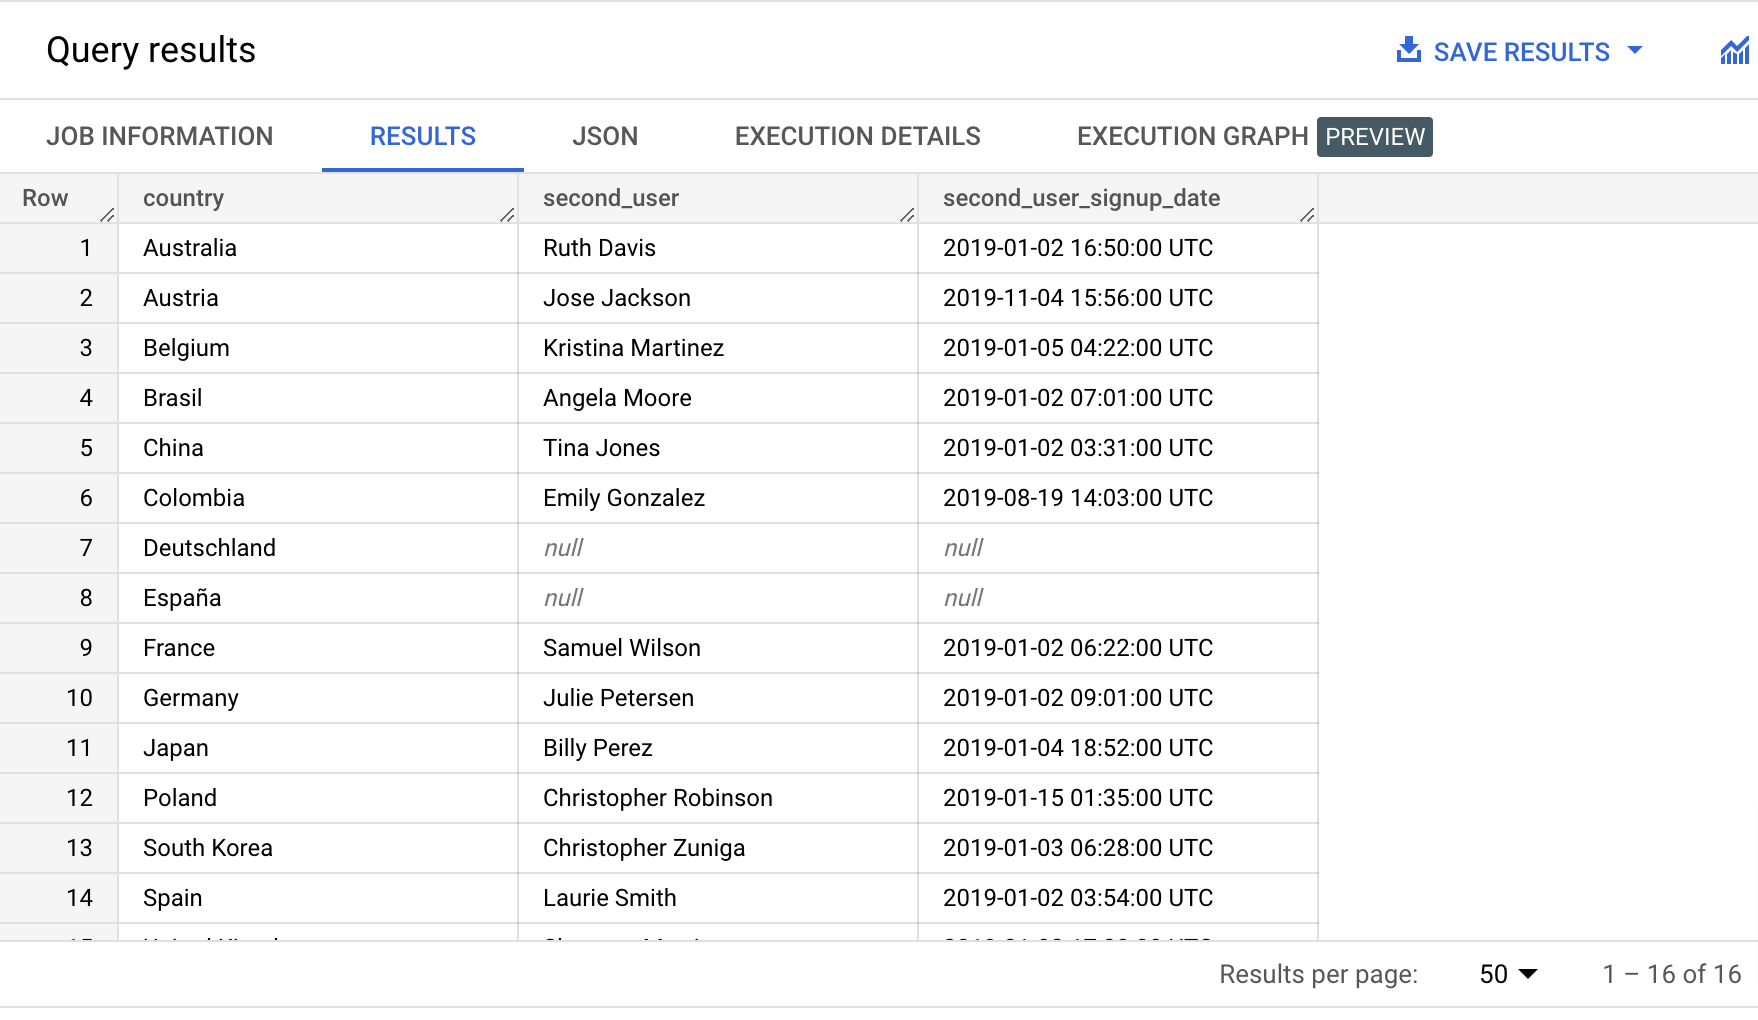 Query results
SAVE RESULTS
JOB INFORMATION RESULTS JSON EXECUTION DETAILS EXECUTION GRAPH PREVIEW
Row country second_user second_user_signup_date
1 Australia Ruth Davis 2019-01-02 16:50:00 UTC
2 Austria Jose Jackson 2019-11-04 15:56:00 UTC
3 Belgium Kristina Martinez 2019-01-05 04:22:00 UTC
4 Brasil Angela Moore 2019-01-02 07:01:00 UTC
5 China Tina Jones 2019-01-02 03:31:00 UTC
6 Colombia Emily Gonzalez 2019-08-19 14:03:00 UTC
7 Deutschland null null
8 España null null
9 France Samuel Wilson 2019-01-02 06:22:00 UTC
10 Germany Julie Petersen 2019-01-02 09:01:00 UTC
11 Japan Billy Perez 2019-01-04 18:52:00 UTC
12 Poland Christopher Robinson 2019-01-15 01:35:00 UTC
13 South Korea Christopher Zuniga 2019-01-03 06:28:00 UTC
14 Spain Laurie Smith 2019-01-02 03:54:00 UTC
Results per page: 50 1 – 16 of 16